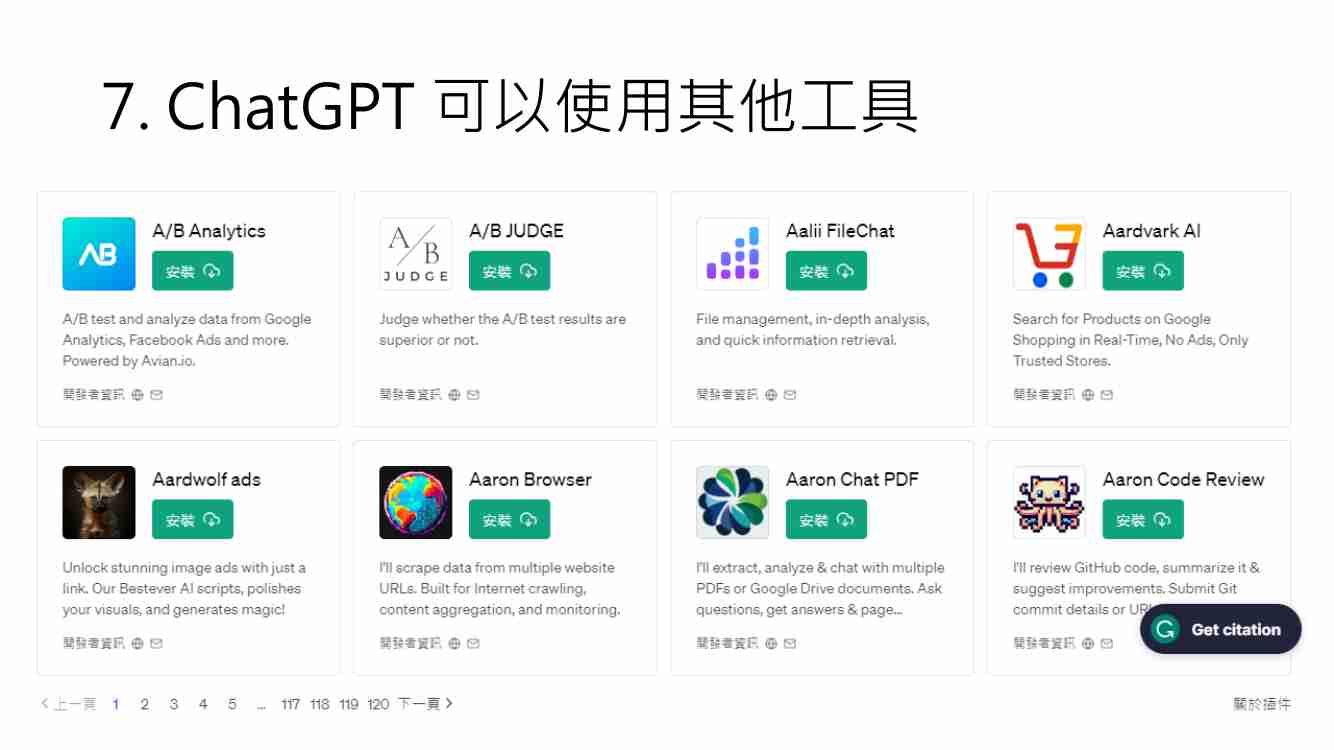 7. ChatGPT 可以使用其他工具
AB
A/B Analytics
安裝
A/B test and analyze data from Google
Analytics, Facebook Ads and more.
Powered by Avian.io.
開發者資訊
A/B
JUDGE
A/B JUDGE
安裝
Judge whether the A/B test results are
superior or not.
開發者資訊
Aalii FileChat
安裝
File management, in-depth analysis,
and quick information retrieval.
開發者資訊
Aardvark AI
安裝
Search for Products on Google
Shopping in Real-Time, No Ads, Only
Trusted Stores.
開發者資訊
Aardwolf ads
安裝
Unlock stunning image ads with just a
link. Our Bestever AI scripts, polishes
your visuals, and generates magic!
開發者資訊
Aaron Browser
安裝
I'll scrape data from multiple website
URLs. Built for Internet crawling,
content aggregation, and monitoring.
開發者資訊
Aaron Chat PDF
安裝
I'll extract, analyze & chat with multiple
PDFs or Google Drive documents. Ask
questions, get answers & page...
開發者資訊
Aaron Code Review
安裝
I'll review GitHub code, summarize it &
suggest improvements. Submit Git
commit details or
開發者資訊
Get citation
上一頁 1 2 3 4 5 ... 117 118 119 120 下一頁
關於插件